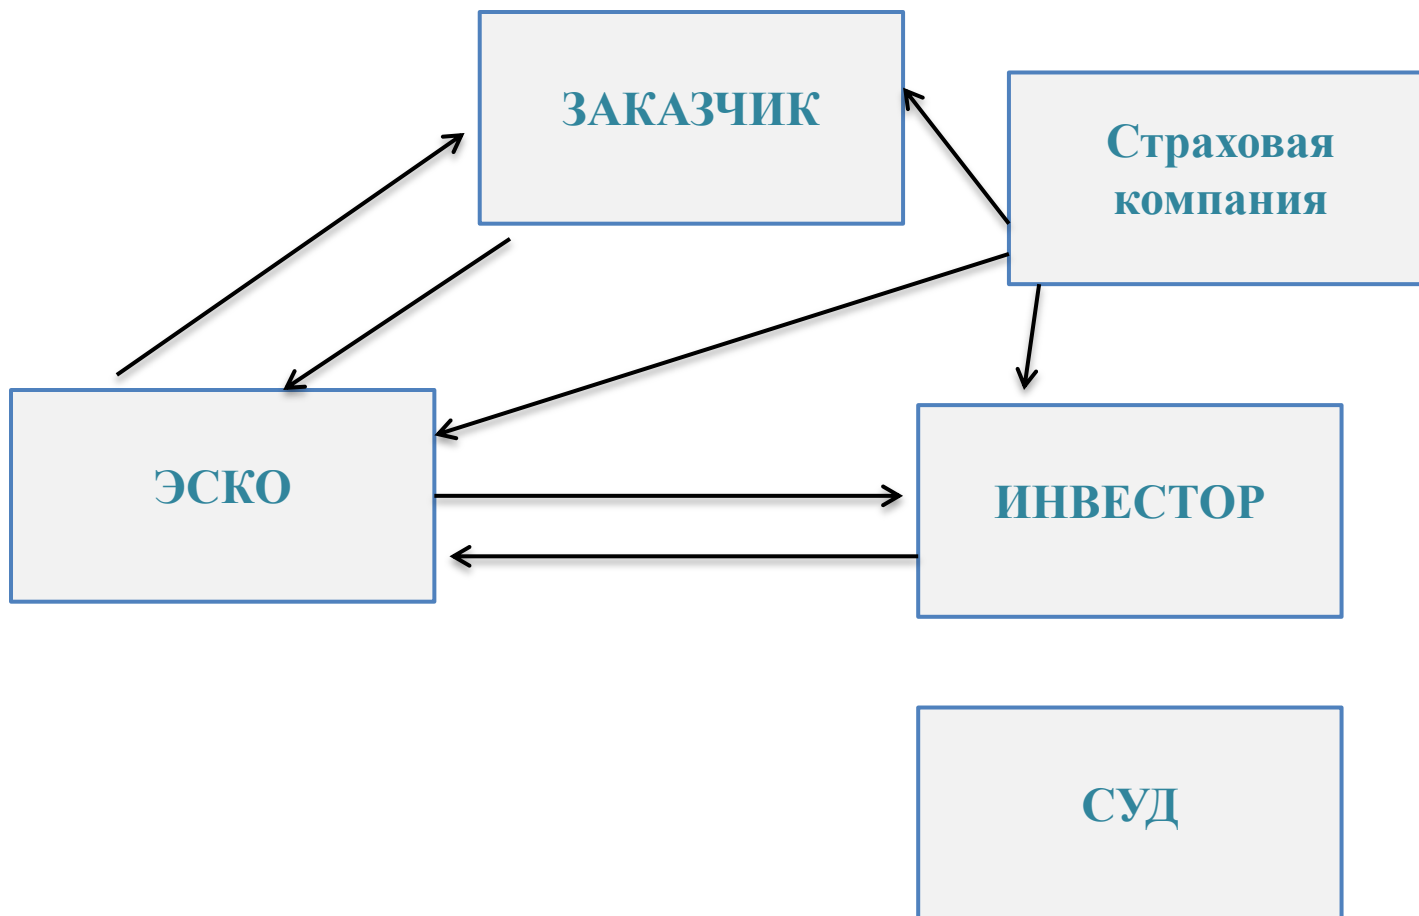 ЗАКАЗЧИК
Страховая
компания
ЭСКО
ИНВЕСТОР
СУД